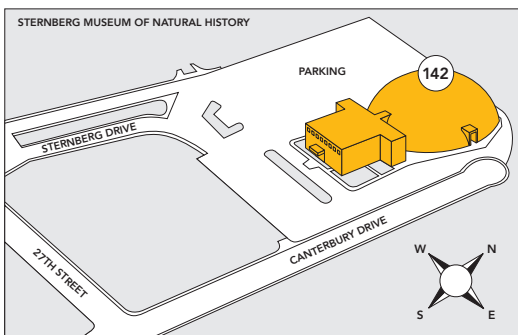 STERNBERG MUSEUM OF NATURAL HISTORY
PARKING
142
STERNBERG DRIVE
27TH STREET
CANTERBURY DRIVE
W N
S E